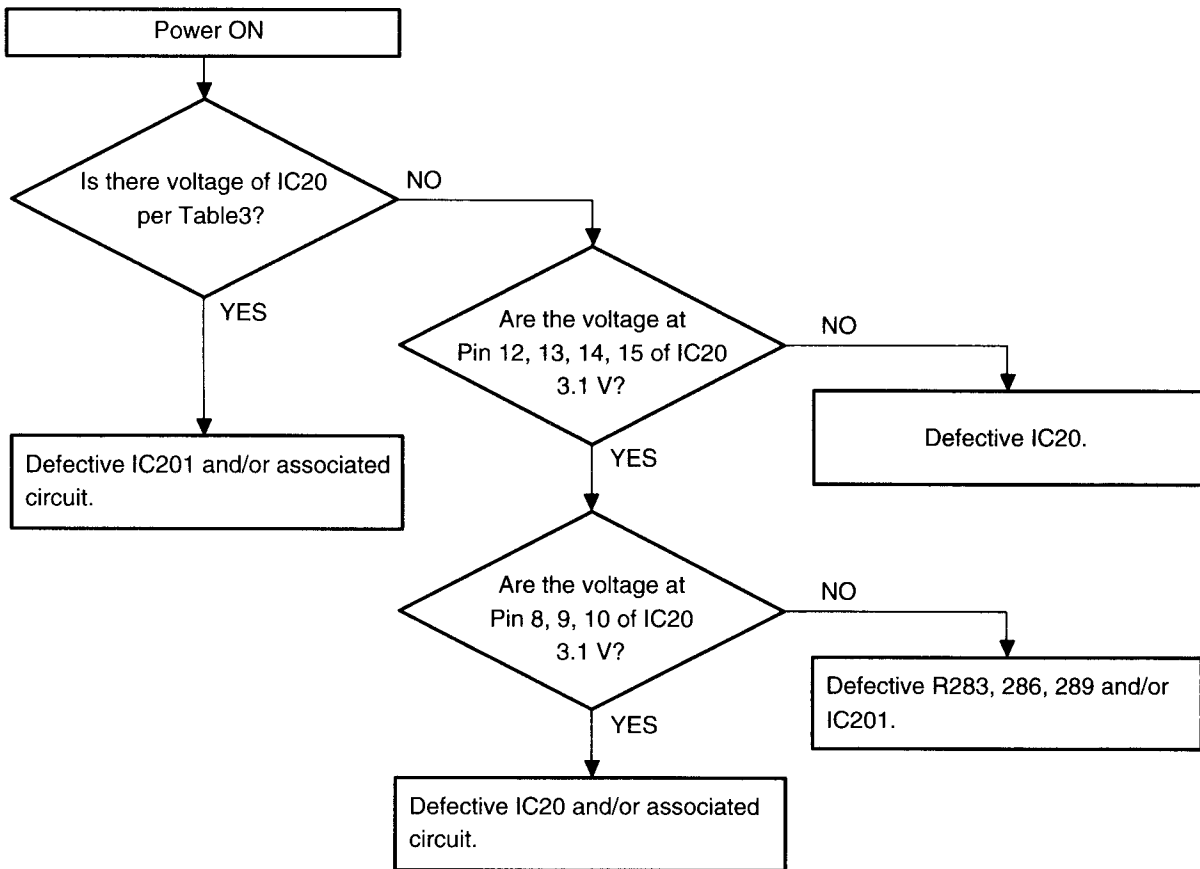 Power ON
Is there voltage of IC20
per Table3?
NO
YES
Defective IC201 and/or associated
circuit.
Are the voltage at
Pin 12, 13, 14, 15 of IC20
3.1 V?
NO
Defective IC20.
YES
Are the voltage at
Pin 8, 9, 10 of IC20
3.1 V?
NO
Defective R283, 286, 289 and/or
IC201.
YES
Defective IC20 and/or associated
circuit.